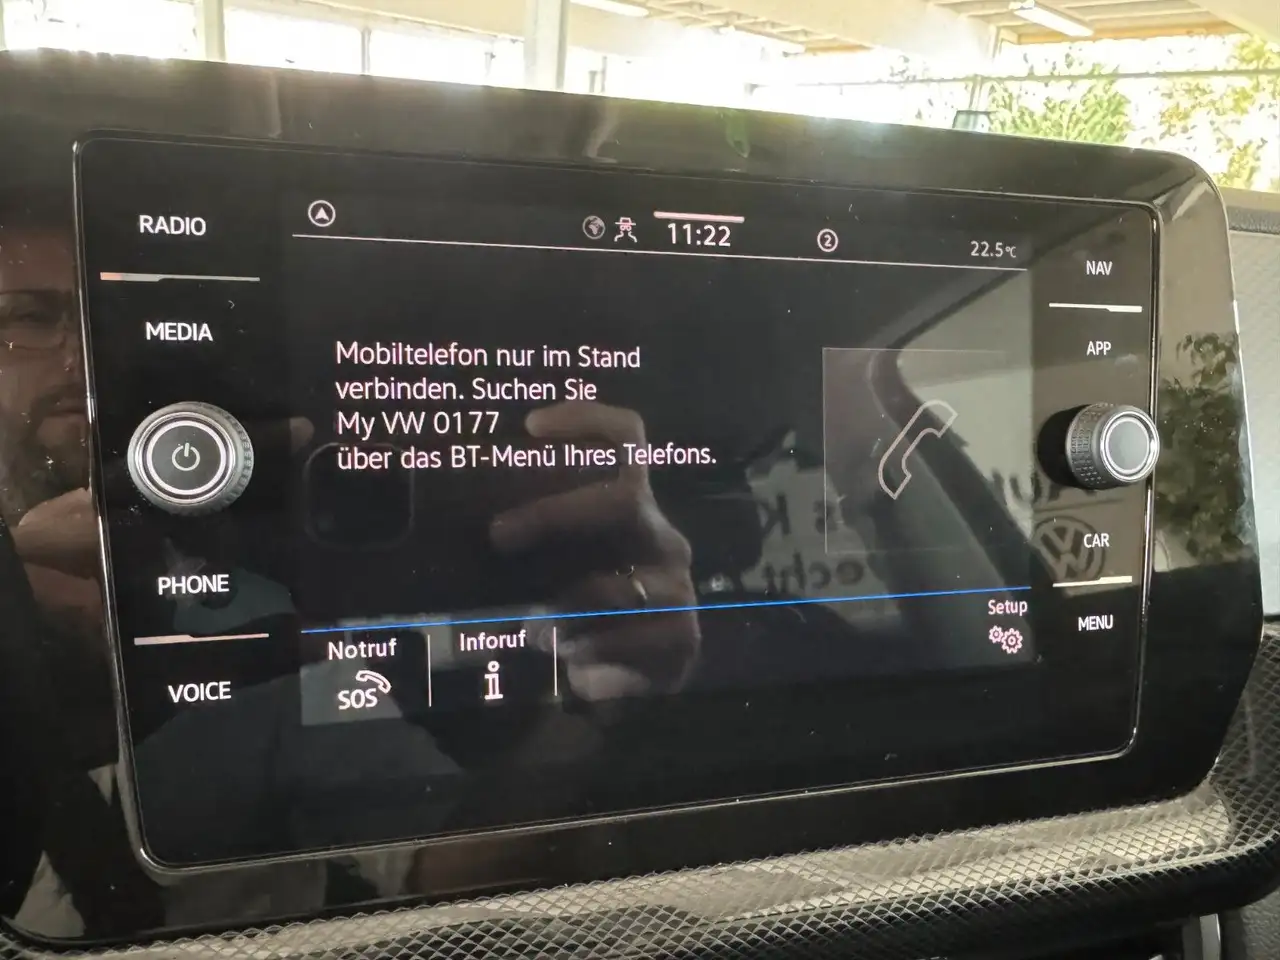 RADIO
MEDIA
PHONE
VOICE
11:22
2
22.5°C
Mobiltelefon nur im Stand
verbinden. Suchen Sie
My VW 0177
über das BT-Menü Ihres Telefons.
Notruf
SOS
Inforuf
i
Setup
NAV
APP
CAR
MENU